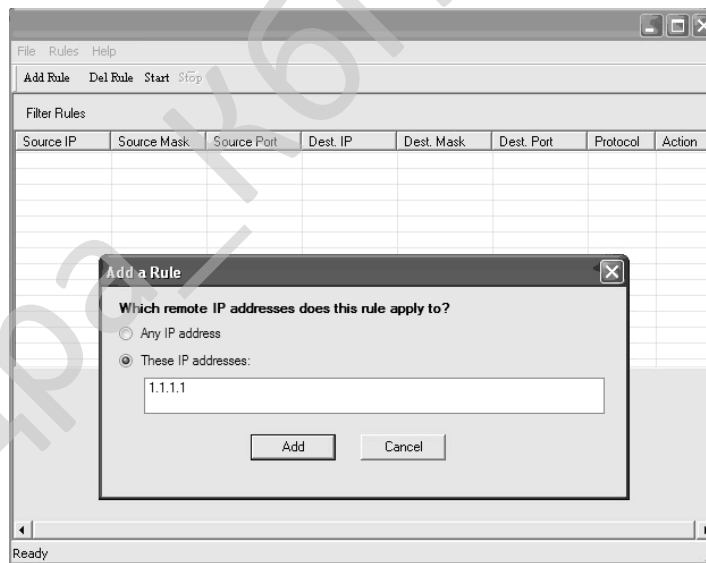 File Rules Help
Add Rule Del Rule Start Stop
Filter Rules
Source IP Source Mask Source Port Dest. IP Dest. Mask Dest. Port Protocol Action
Add a Rule
Which remote IP addresses does this rule apply to?
Any IP address
These IP addresses:
1.1.1.1
Add Cancel
Ready